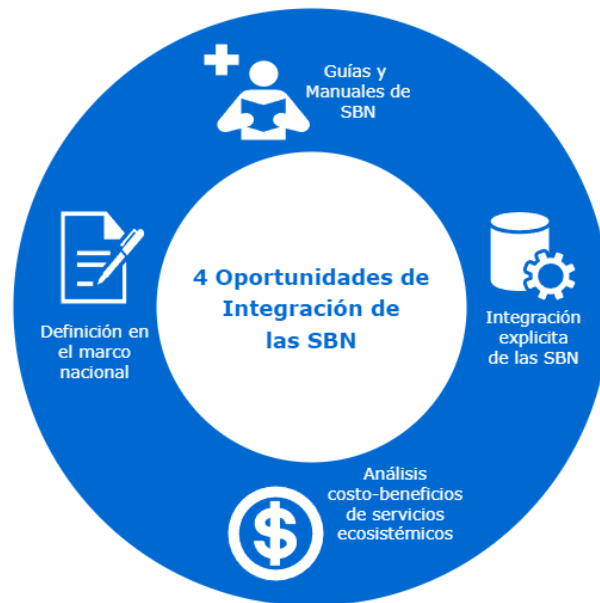 Guías y
Manuales de
SBN
4 Oportunidades de
Integración de
las SBN
Definición en
el marco
nacional
Integración
explicita
de las SBN
Análisis
costo-beneficios
de servicios
ecosistémicos
$